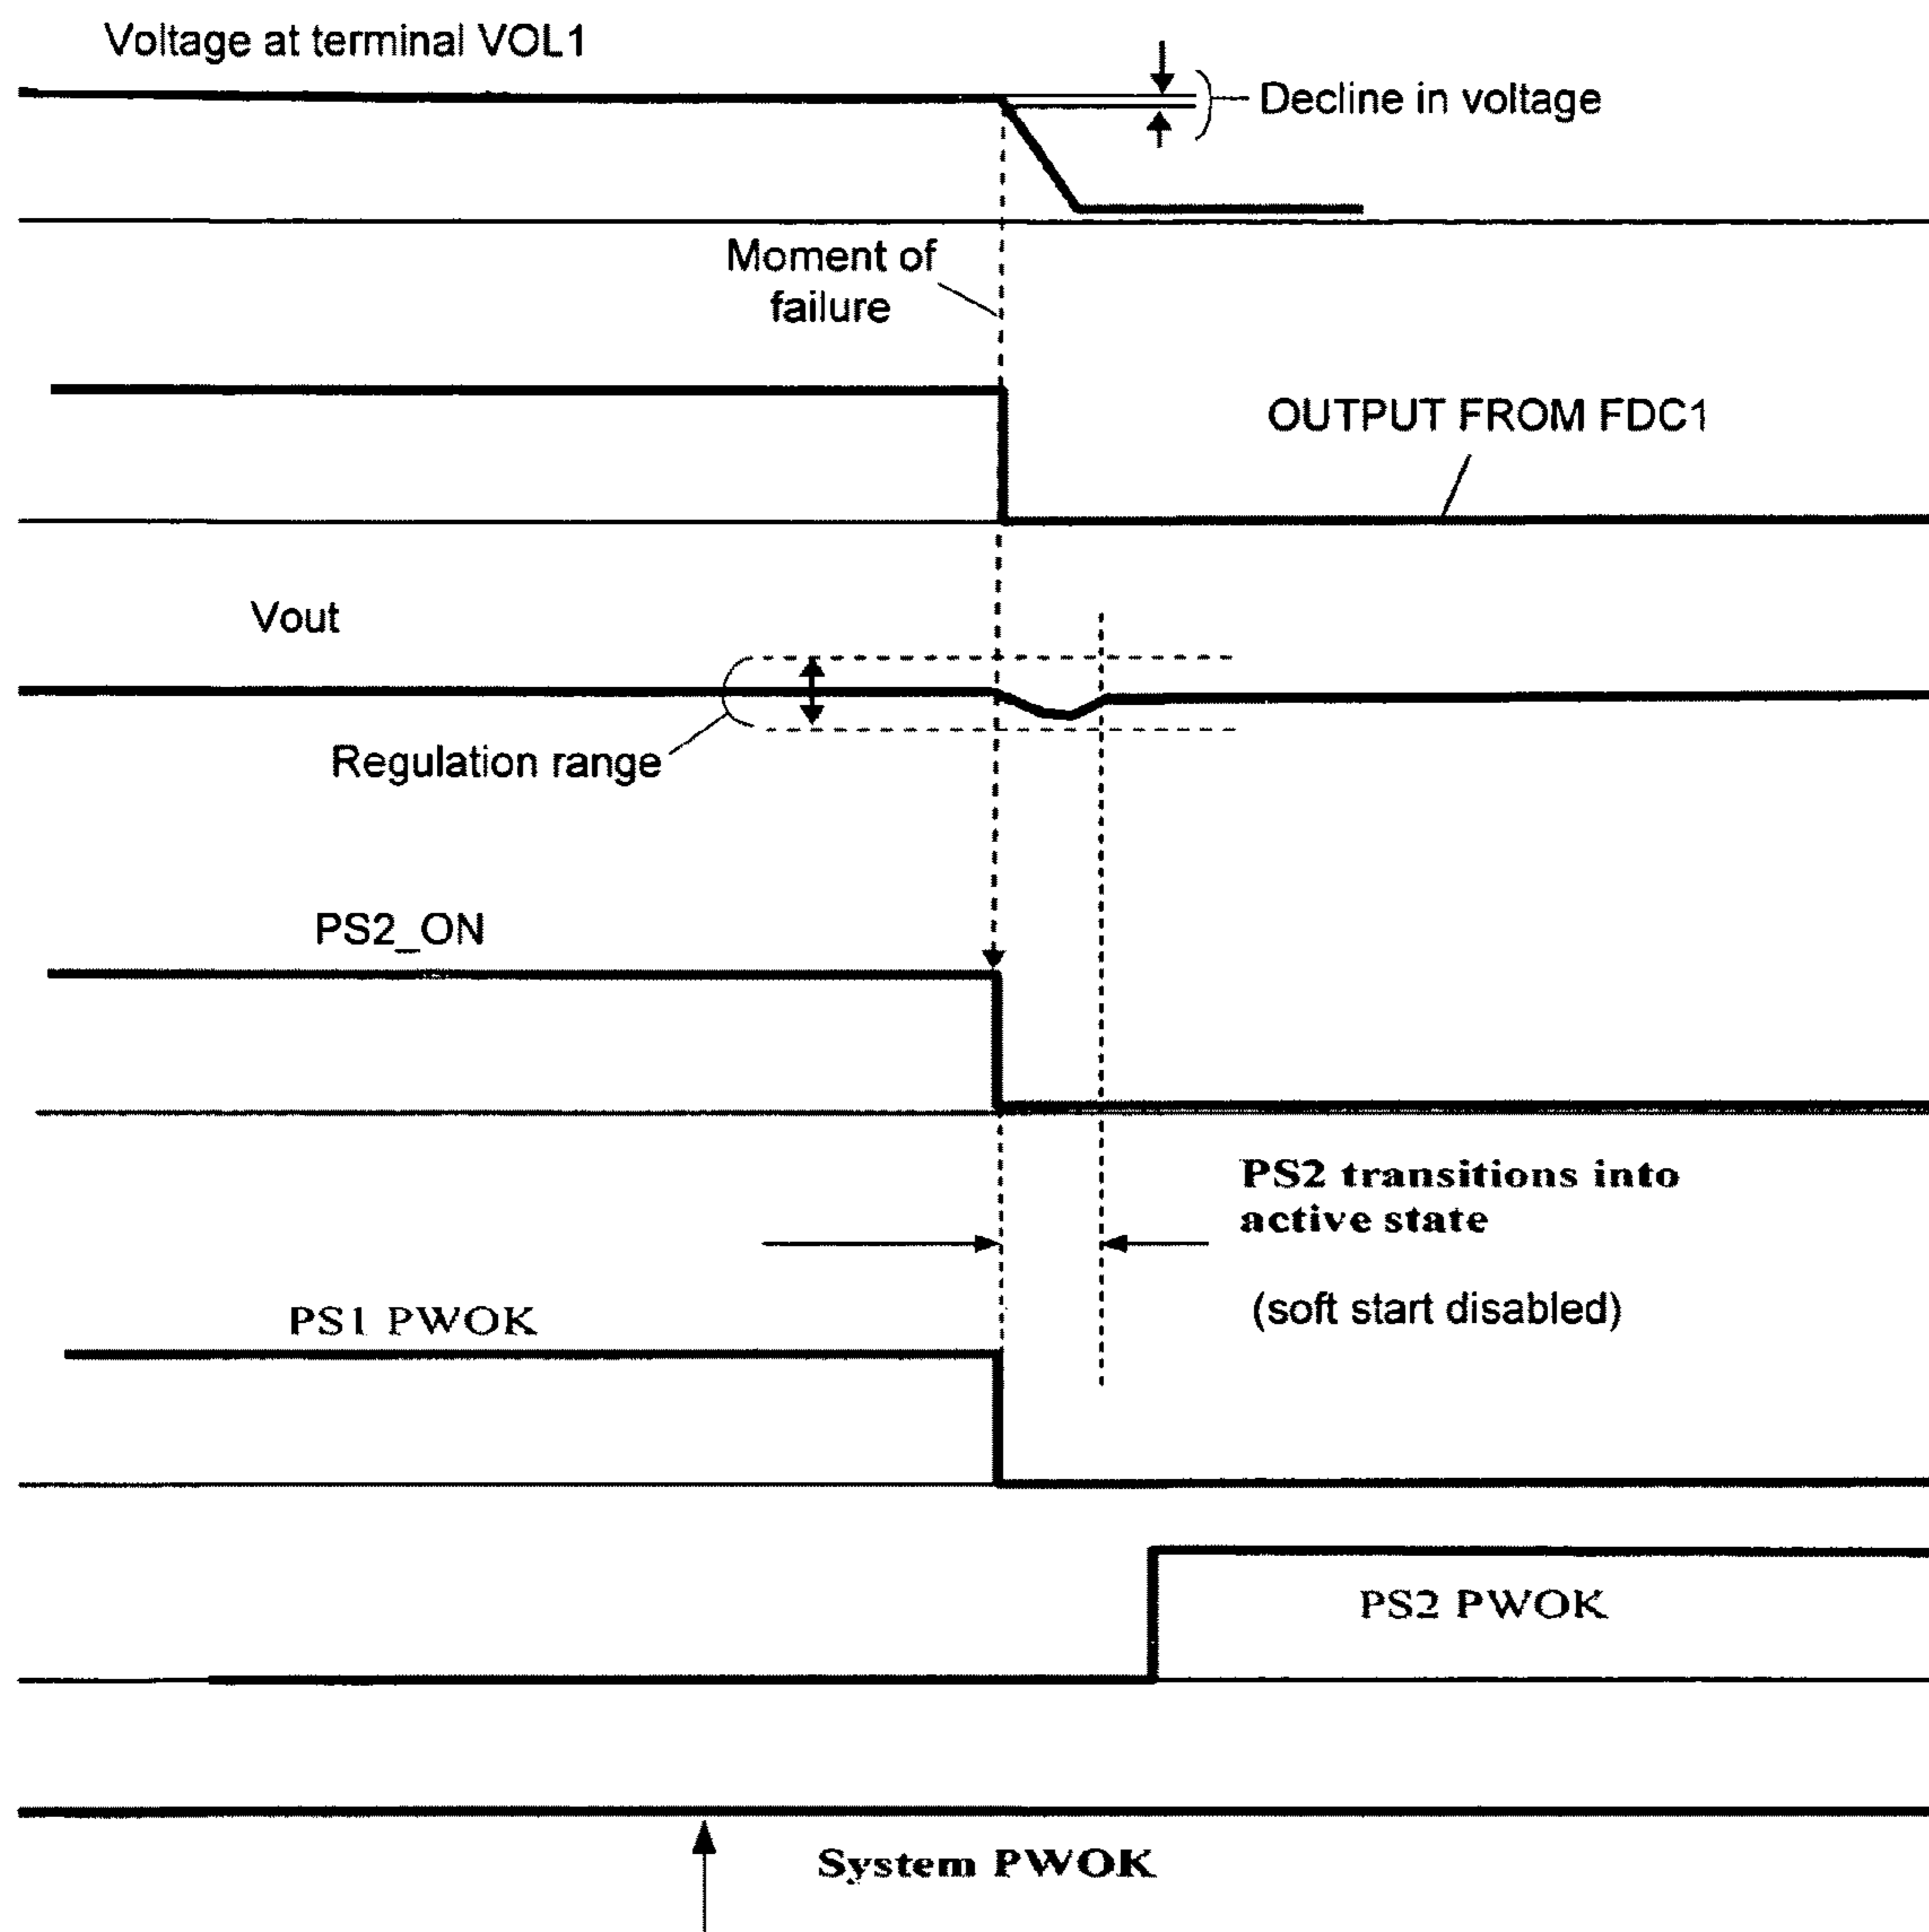 Voltage at terminal VOL1
Decline in voltage
Moment of
failure
OUTPUT FROM FDC1
Vout
Regulation range
PS2_ON
PS2 transitions into
active state
(soft start disabled)
PS1 PWOK
PS2 PWOK
System PWOK